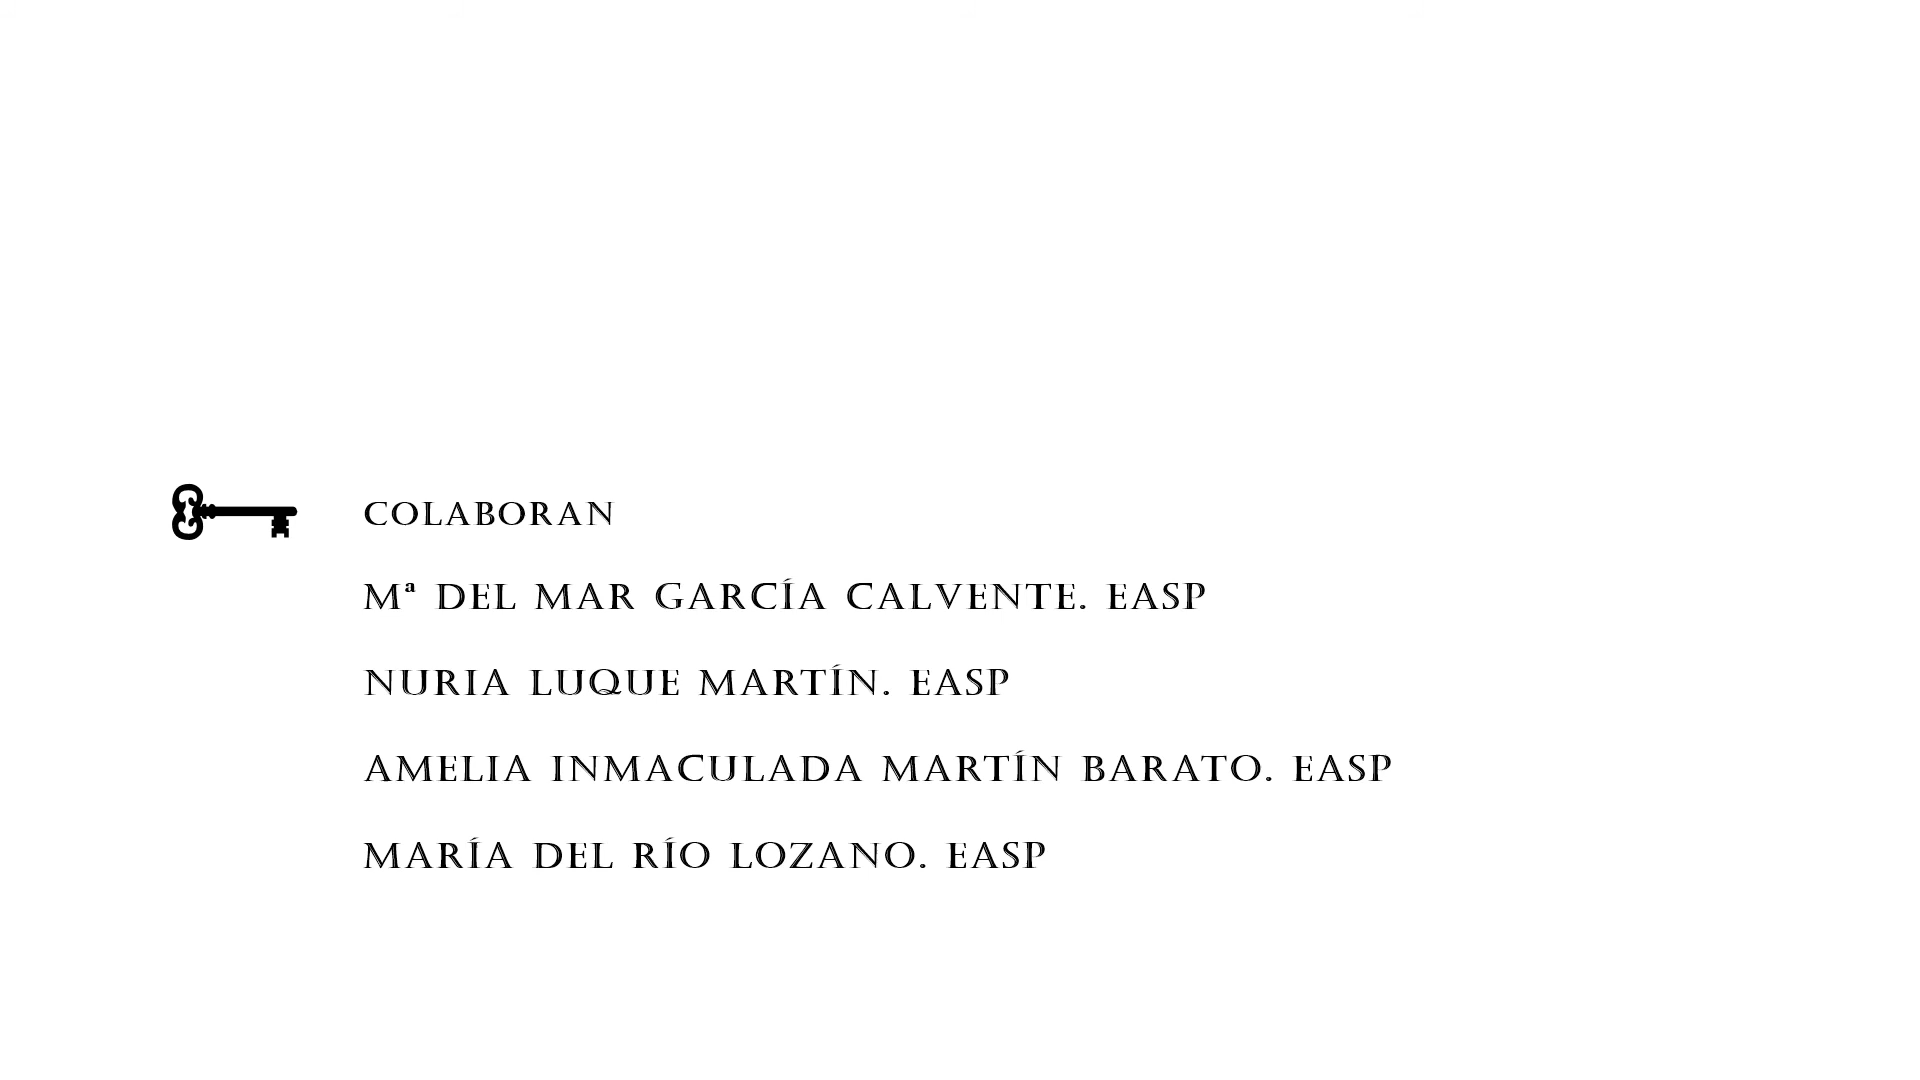 COLABORAN
Mª DEL MAR GARCÍA CALVENTE. EASP
NURIA LUQUE MARTÍN. EASP
AMELIA INMACULADA MARTÍN BARATO. EASP
MARÍA DEL RÍO LOZANO. EASP